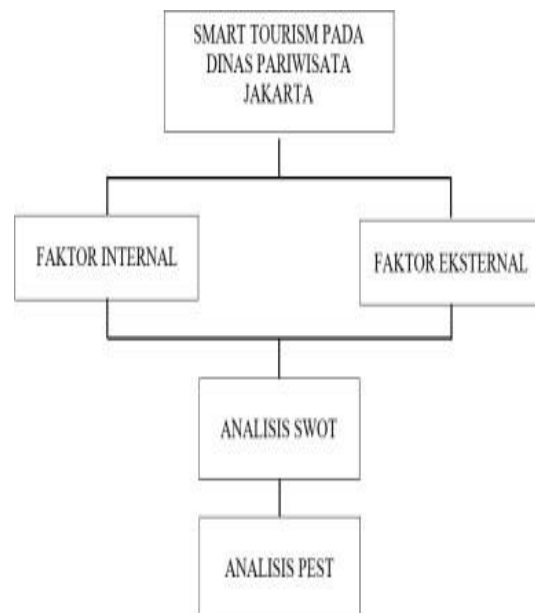 SMART TOURISM PADA
DINAS PARIWISATA
JAKARTA
FAKTOR INTERNAL
FAKTOR EKSTERNAL
ANALISIS SWOT
ANALISIS PEST